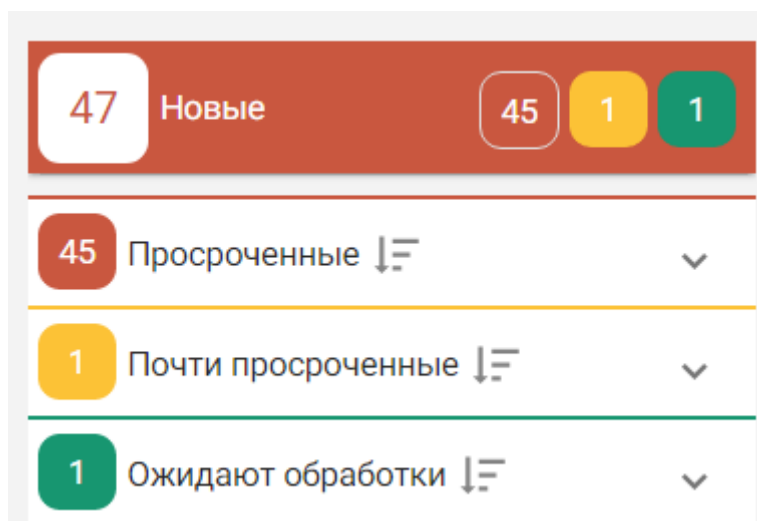 47 Новые 45 1 1
45 Просроченные
1 Почти просроченные
1 Ожидают обработки